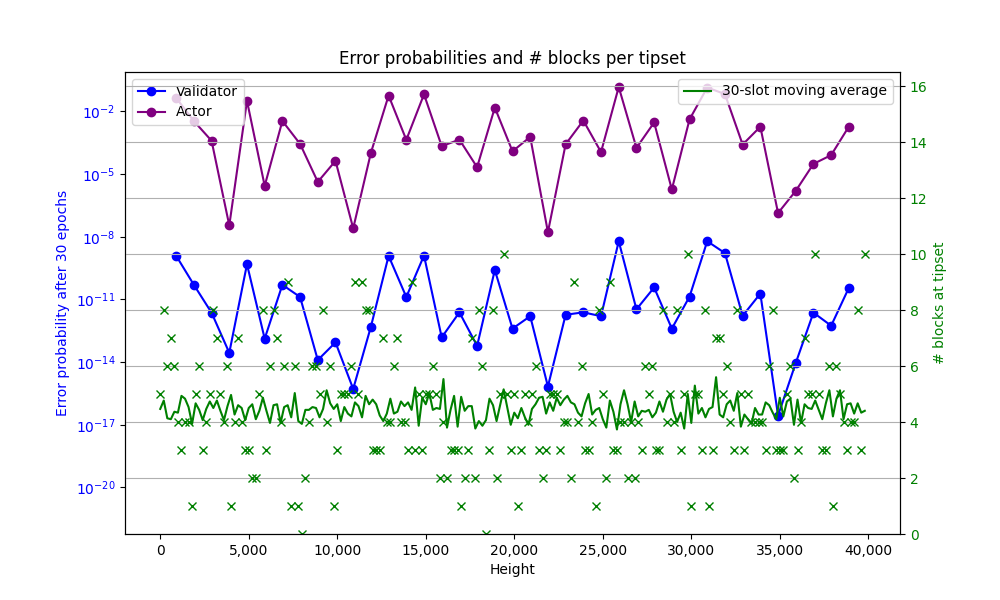 Error probabilities and # blocks per tipset
Validator
Actor
30-slot moving average
Error probability after 30 epochs
10⁻²
10⁻⁵
10⁻⁸
10⁻¹¹
10⁻¹⁴
10⁻¹⁷
10⁻²⁰
# blocks at tipset
16
14
12
10
8
6
4
2
0
0 5,000 10,000 15,000 20,000 25,000 30,000 35,000 40,000
Height